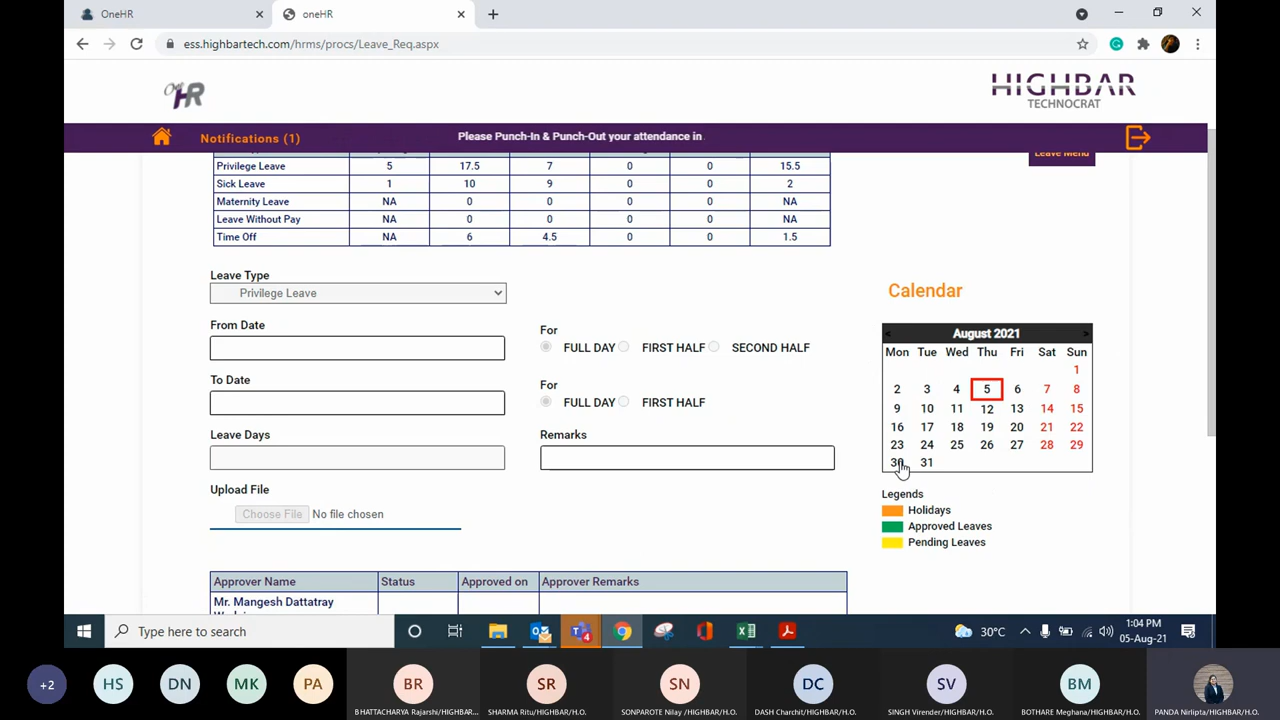 OneHR
oneHR
ess.highbartech.com/hrms/procs/Leave_Req.aspx
One HR
HIGHBAR
TECHNOCRAT
Notifications (1)
Please Punch-In & Punch-Out your attendance in
Leave Menu
Privilege Leave 5 17.5 7 0 0 15.5
Sick Leave 1 10 9 0 0 2
Maternity Leave NA 0 0 0 0 NA
Leave Without Pay NA 0 0 0 0 NA
Time Off NA 6 4.5 0 0 1.5
Leave Type
Privilege Leave
From Date
For
FULL DAY FIRST HALF SECOND HALF
To Date
For
FULL DAY FIRST HALF
Leave Days
Remarks
Upload File
Choose File No file chosen
Calendar
< August 2021 >
Mon Tue Wed Thu Fri Sat Sun
1
2 3 4 5 6 7 8
9 10 11 12 13 14 15
16 17 18 19 20 21 22
23 24 25 26 27 28 29
30 31
Legends
Holidays
Approved Leaves
Pending Leaves
Approver Name Status Approved on Approver Remarks
Mr. Mangesh Dattatray
Type here to search
4
30°C
1:04 PM
05-Aug-21
+2
HS
DN
MK
PA
BR
BHATTACHARYA Rajarshi/HIGHBAR...
SR
SHARMA Ritu/HIGHBAR/H.O.
SN
SONPAROTE Nilay /HIGHBAR/H.O.
DC
DASH Charchit/HIGHBAR/H.O.
SV
SINGH Virender/HIGHBAR/H.O.
BM
BOTHARE Meghana/HIGHBAR/H.O.
PANDA Niripta/HIGHBAR/H.O.